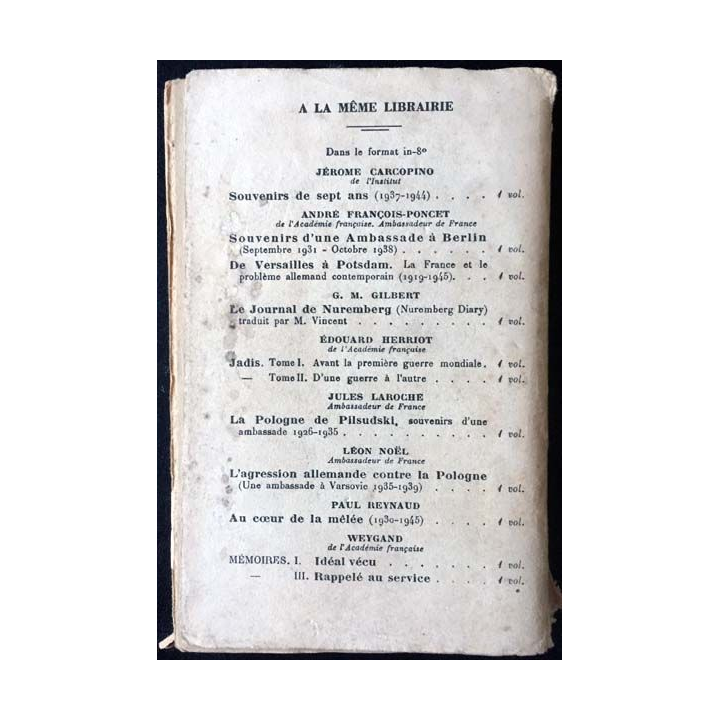 A LA MÊME LIBRAIRIE
Dans le format in-8º
JÉROME CARCOPINO
de l'Institut
Souvenirs de sept ans (1937-1944) . . . . 1 vol.
ANDRÉ FRANÇOIS-PONCET
de l'Académie française. Ambassadeur de France
Souvenirs d'une Ambassade à Berlin
(Septembre 1931 - Octobre 1938) . . . . . . 1 vol.
De Versailles à Potsdam. La France et le
problème allemand contemporain (1919-1945). . . 1 vol.
G. M. GILBERT
Le Journal de Nuremberg (Nuremberg Diary)
traduit par M. Vincent . . . . . . . . . 1 vol.
ÉDOUARD HERRIOT
de l'Académie française
Jadis. Tome I. Avant la première guerre mondiale. 1 vol.
— Tome II. D'une guerre à l'autre . . . . 1 vol.
JULES LAROCHE
Ambassadeur de France
La Pologne de Pilsudski, souvenirs d'une
ambassade 1926-1935 . . . . . . . . . . 1 vol.
LÉON NOËL
Ambassadeur de France
L'agression allemande contre la Pologne
(Une ambassade à Varsovie 1935-1939) . . . . . 1 vol.
PAUL REYNAUD
Au cœur de la mêlée (1930-1945) . . . . . 1 vol.
WEYGAND
de l'Académie française
MÉMOIRES. I. Idéal vécu . . . . . . . 1 vol.
— III. Rappelé au service . . . . 1 vol.